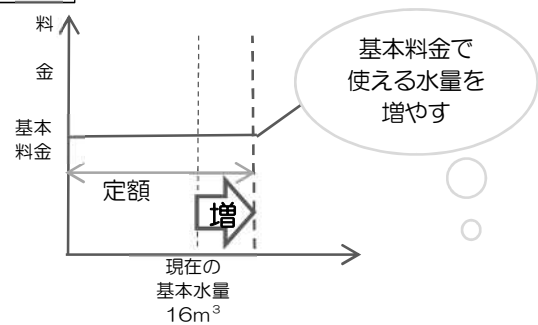 料
金
基本
料金
基本料金で
使える水量を
増やす
定額
増
現在の
基本水量
16m³